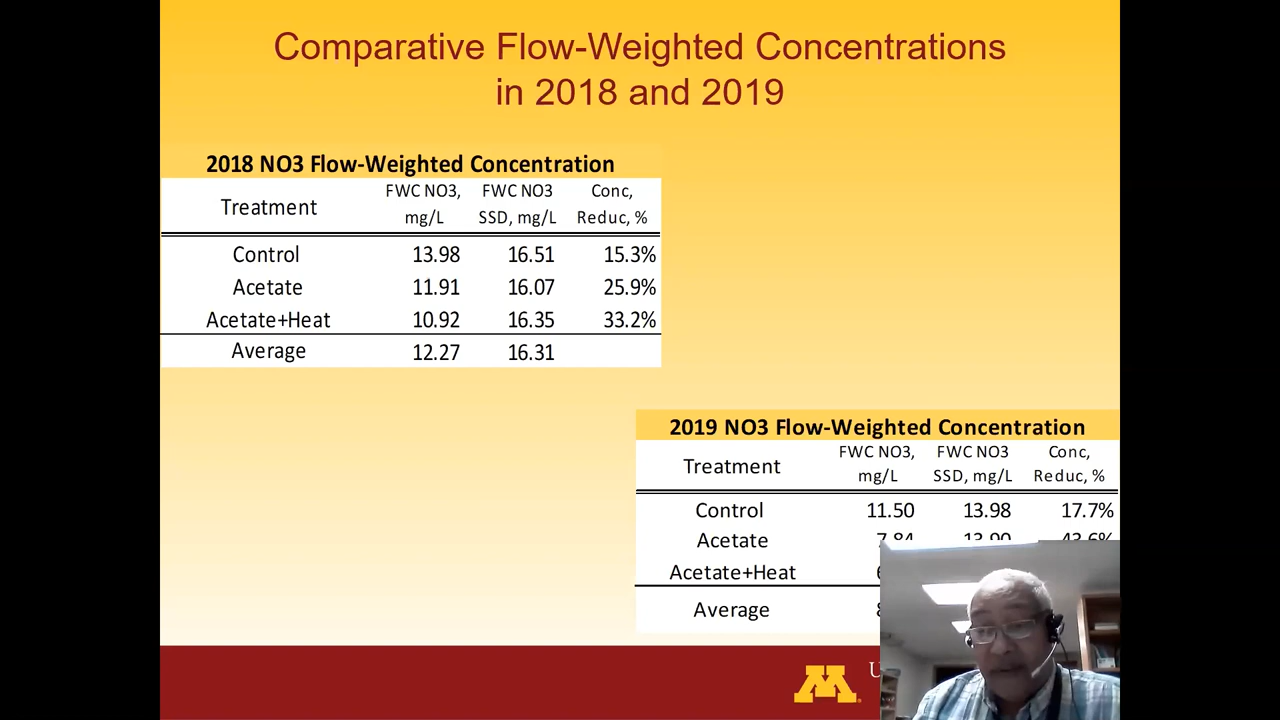 Comparative Flow-Weighted Concentrations
in 2018 and 2019
2018 NO3 Flow-Weighted Concentration
Treatment FWC NO3, mg/L FWC NO3 SSD, mg/L Conc, Reduc, %
Control 13.98 16.51 15.3%
Acetate 11.91 16.07 25.9%
Acetate+Heat 10.92 16.35 33.2%
Average 12.27 16.31
2019 NO3 Flow-Weighted Concentration
Treatment FWC NO3, mg/L FWC NO3 SSD, mg/L Conc, Reduc, %
Control 11.50 13.98 17.7%
Acetate 7.84 13.90 43.6%
Acetate+Heat
Average
M